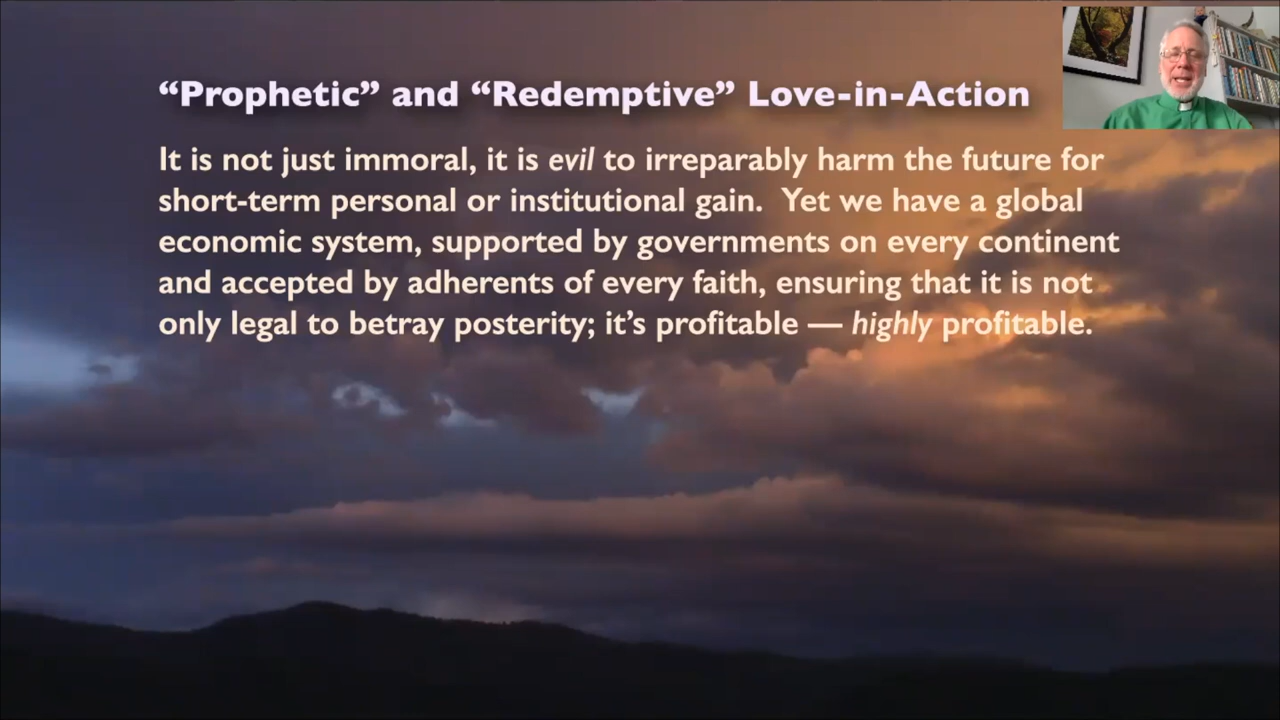 “Prophetic” and “Redemptive” Love-in-Action
It is not just immoral, it is evil to irreparably harm the future for
short-term personal or institutional gain.  Yet we have a global
economic system, supported by governments on every continent
and accepted by adherents of every faith, ensuring that it is not
only legal to betray posterity; it’s profitable — highly profitable.